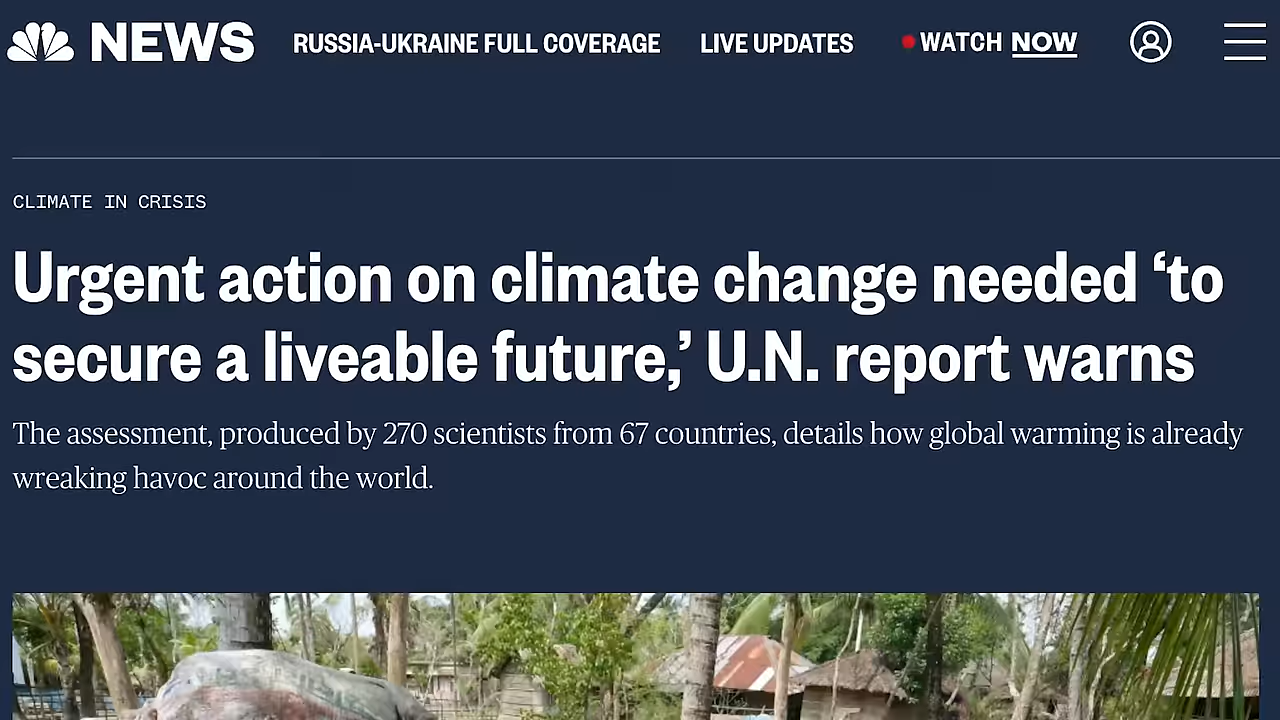 NEWS RUSSIA-UKRAINE FULL COVERAGE LIVE UPDATES WATCH NOW
CLIMATE IN CRISIS
Urgent action on climate change needed ‘to
secure a liveable future,’ U.N. report warns
The assessment, produced by 270 scientists from 67 countries, details how global warming is already
wreaking havoc around the world.